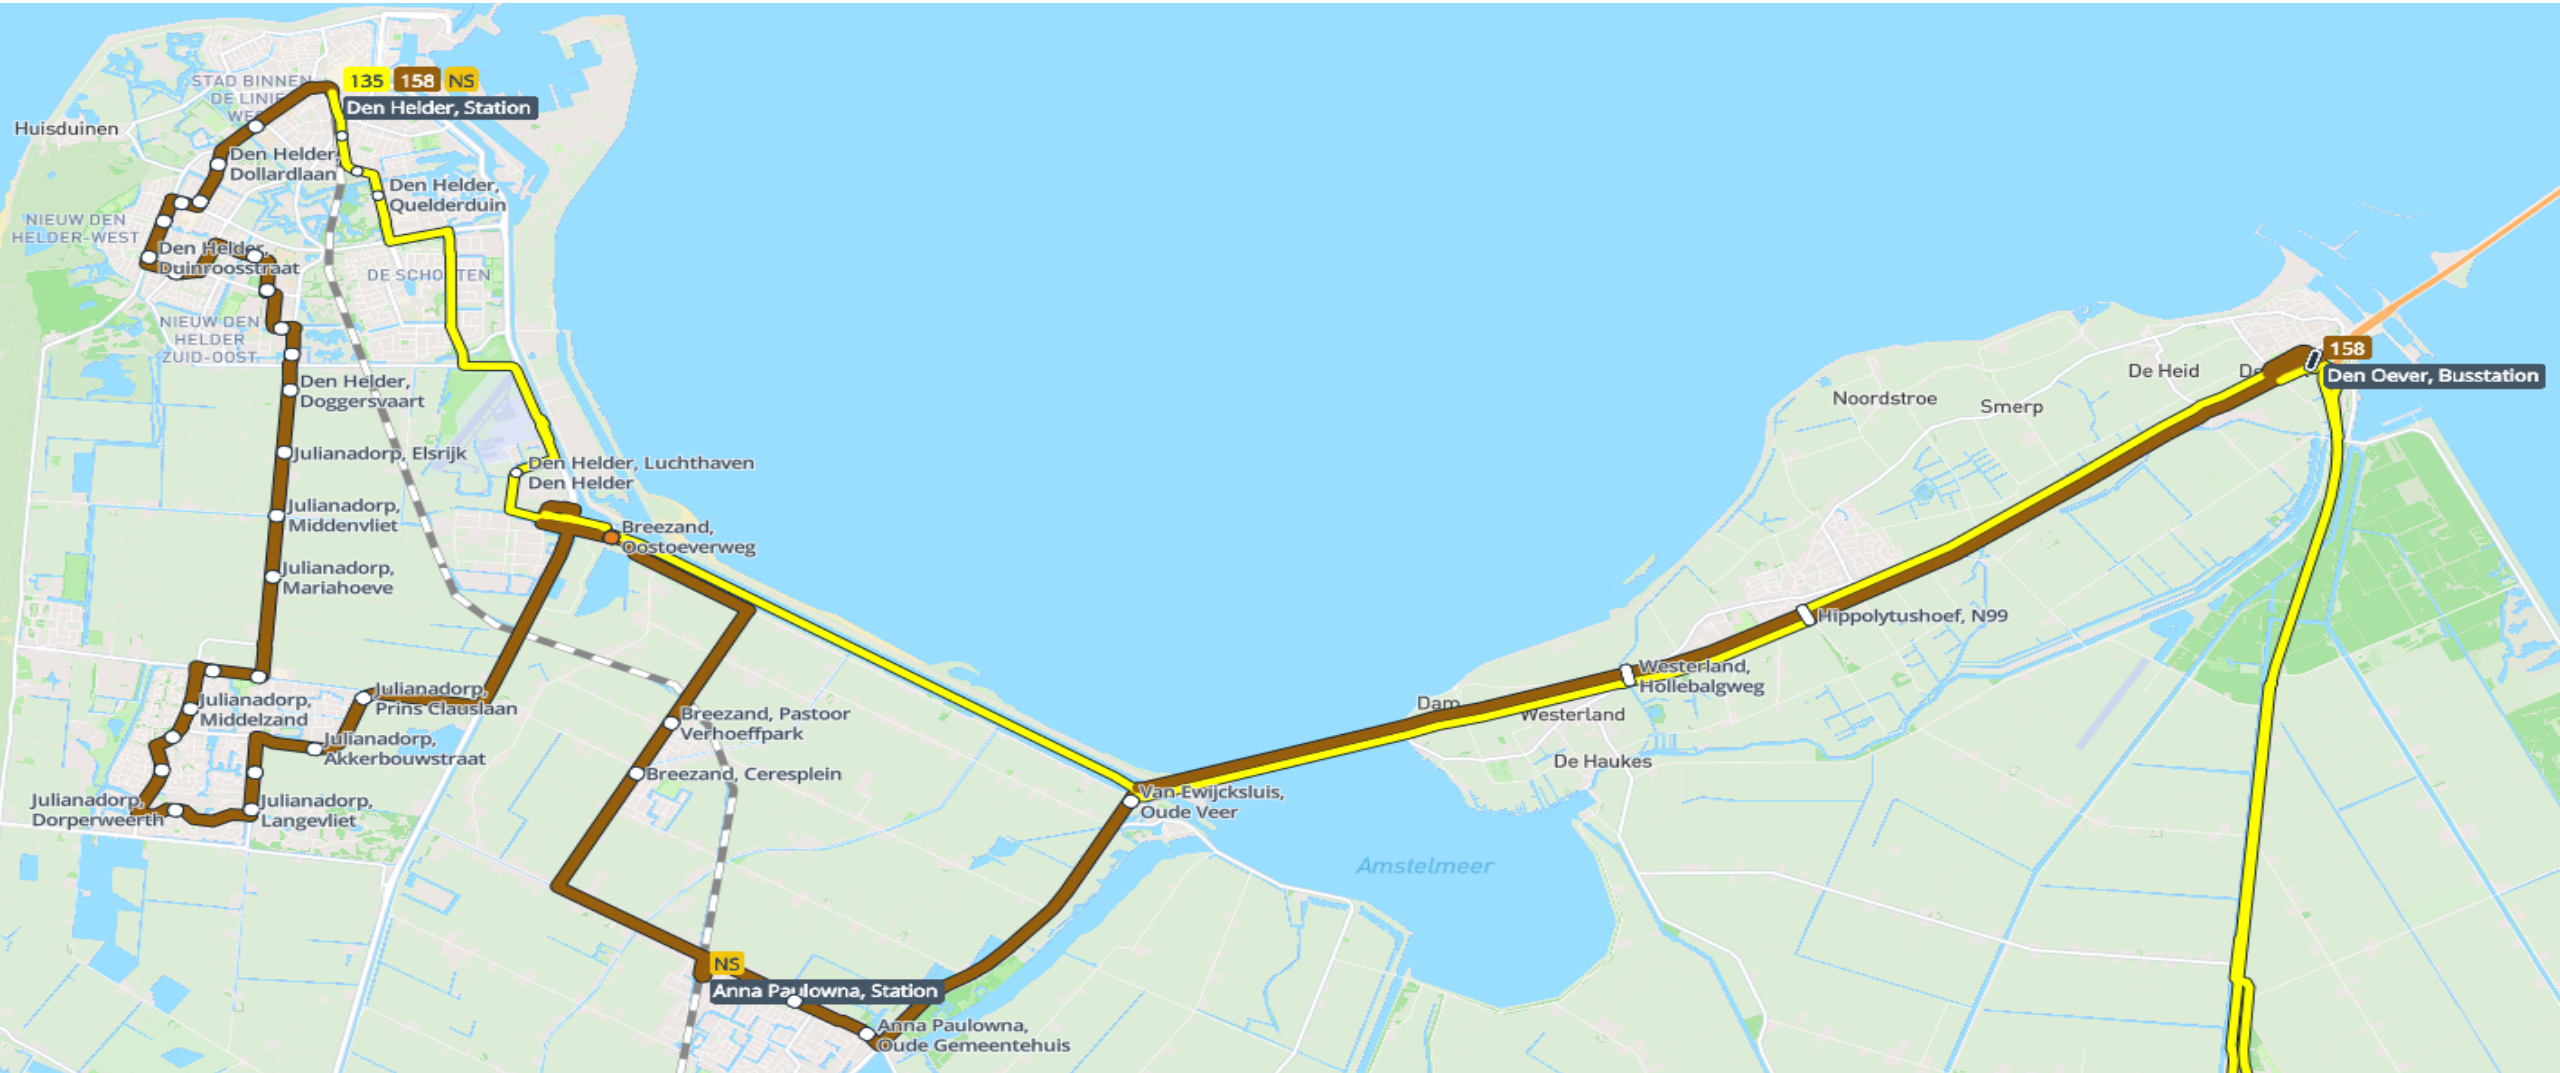 STAD BINNEN
DE LINIE
WE
135 158 NS
Den Helder, Station
Huisduinen
Den Helder,
Dollardlaan
Den Helder,
Quelderduin
NIEUW DEN
HELDER-WEST
Den Helder,
Duinroosstraat
DE SCHOOTEN
NIEUW DEN
HELDER
ZUID-OOST
Den Helder,
Doggersvaart
Julianadorp, Elsrijk
Den Helder, Luchthaven
Den Helder
Julianadorp,
Middenvliet
Breezand,
Oostoeverweg
Julianadorp,
Mariahoeve
Julianadorp,
Middelzand
Julianadorp,
Prins Clauslaan
Julianadorp,
Akkerbouwstraat
Julianadorp,
Dorperweerth
Julianadorp,
Langevliet
Breezand, Pastoor
Verhoeffpark
Breezand, Ceresplein
NS
Anna Paulowna, Station
Anna Paulowna,
Oude Gemeentehuis
Van Ewijcksluis,
Oude Veer
Amstelmeer
Dam
Westerland
De Haukes
Westerland,
Hollebalgweg
Hippolytushoef, N99
Noordstroe
Smerp
De Heid
De
158
Den Oever, Busstation